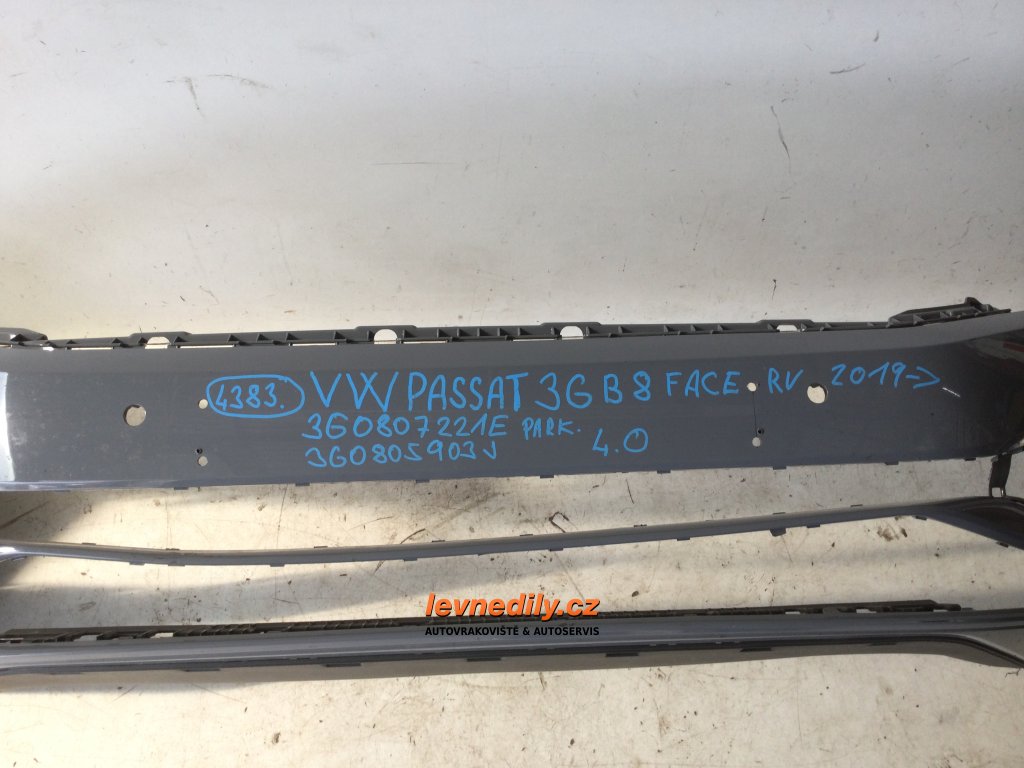 4383. VW PASSAT 3G B8 FACE RV 2019->
3G0807221E PARK.
3G0805903J 4.0
levnedily.cz
AUTOVRAKOVIŠTĚ & AUTOSERVIS